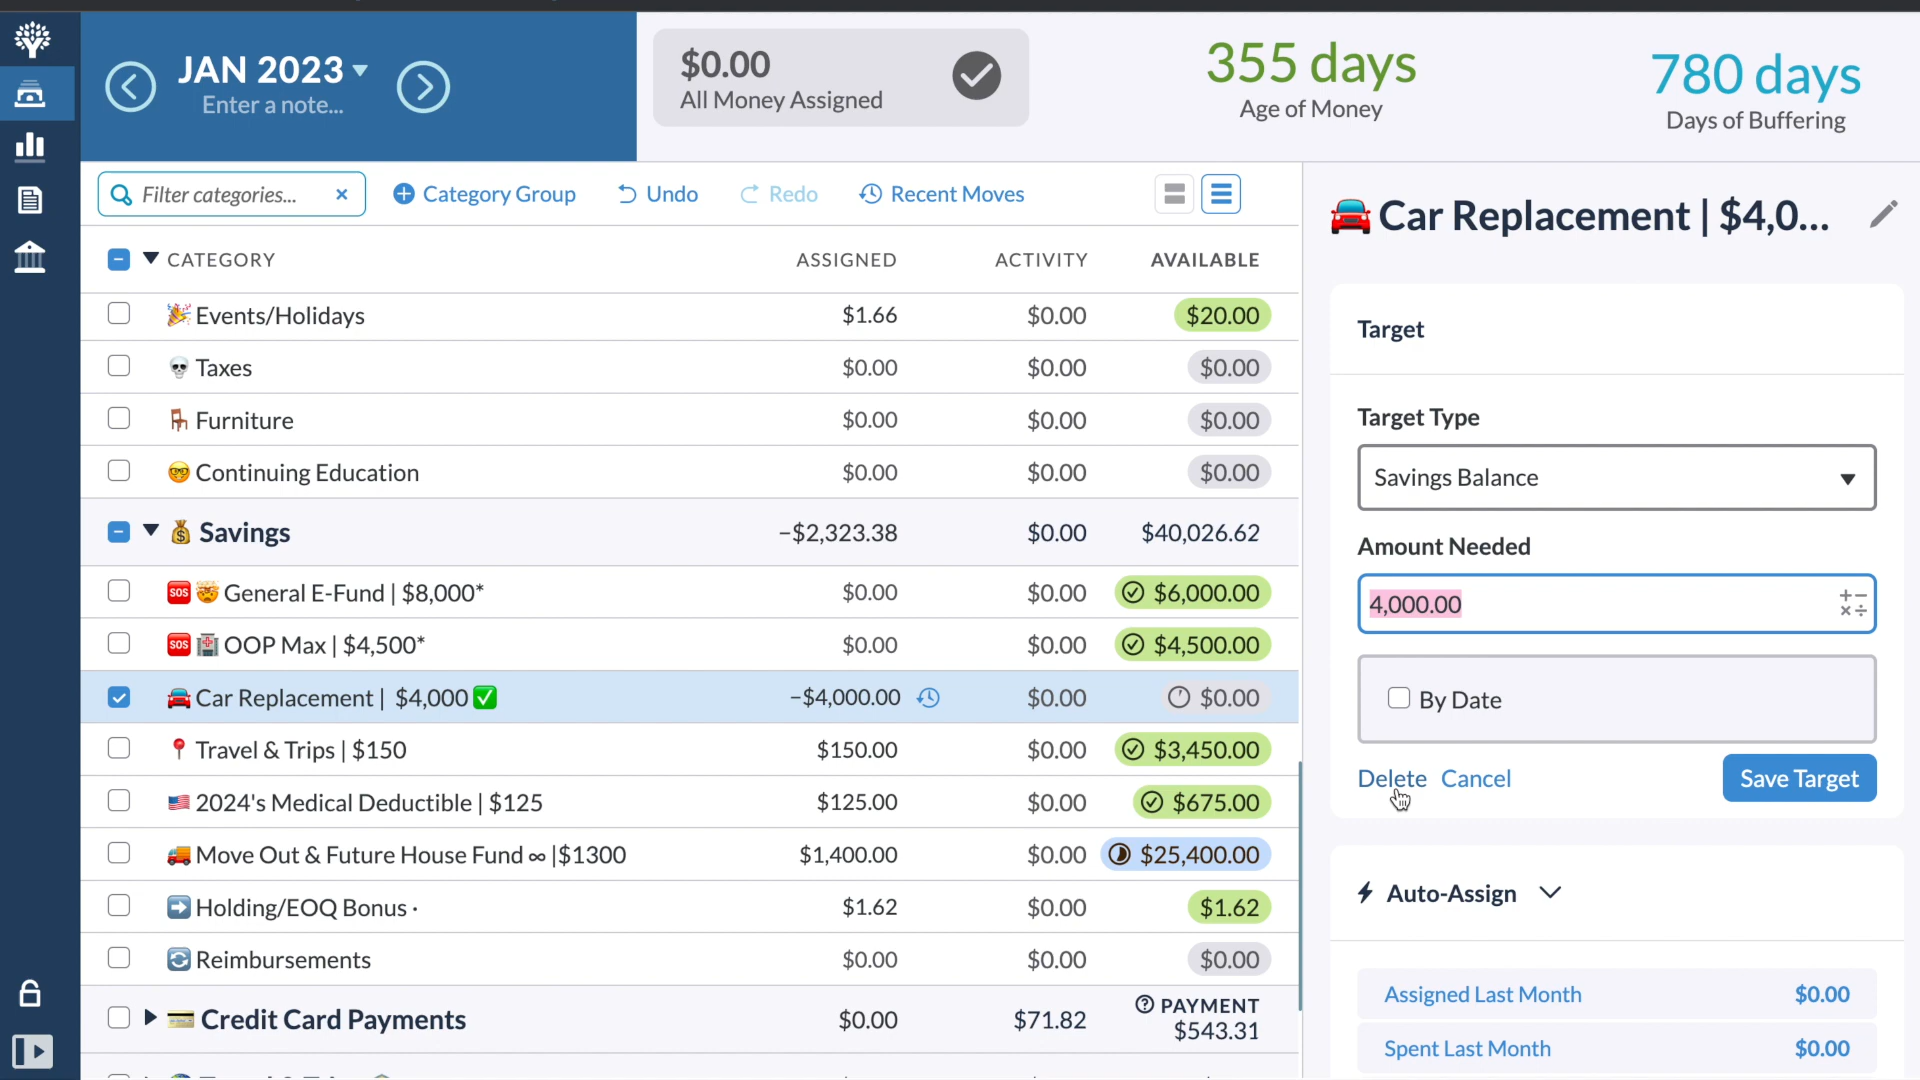 JAN 2023
Enter a note...
$0.00
All Money Assigned
355 days
Age of Money
780 days
Days of Buffering
Filter categories...
Category Group
Undo
Redo
Recent Moves
CATEGORY ASSIGNED ACTIVITY AVAILABLE
Events/Holidays $1.66 $0.00 $20.00
Taxes $0.00 $0.00 $0.00
Furniture $0.00 $0.00 $0.00
Continuing Education $0.00 $0.00 $0.00
Savings −$2,323.38 $0.00 $40,026.62
SOS General E-Fund | $8,000* $0.00 $0.00 $6,000.00
SOS OOP Max | $4,500* $0.00 $0.00 $4,500.00
Car Replacement | $4,000 −$4,000.00 $0.00 $0.00
Travel & Trips | $150 $150.00 $0.00 $3,450.00
2024's Medical Deductible | $125 $125.00 $0.00 $675.00
Move Out & Future House Fund ∞ |$1300 $1,400.00 $0.00 $25,400.00
Holding/EOQ Bonus · $1.62 $0.00 $1.62
Reimbursements $0.00 $0.00 $0.00
Credit Card Payments $0.00 $71.82 PAYMENT
$543.31
Car Replacement | $4,0...
Target
Target Type
Savings Balance
Amount Needed
4,000.00
By Date
Delete Cancel Save Target
Auto-Assign
Assigned Last Month $0.00
Spent Last Month $0.00